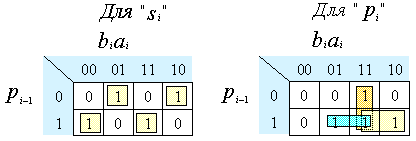 Для "sᵢ" Для " pᵢ"
bᵢaᵢ bᵢaᵢ
00 01 11 10 00 01 11 10
pᵢ₋₁ 0 0 1 0 1 pᵢ₋₁ 0 0 0 1 0
1 1 0 1 0 1 0 1 1 1